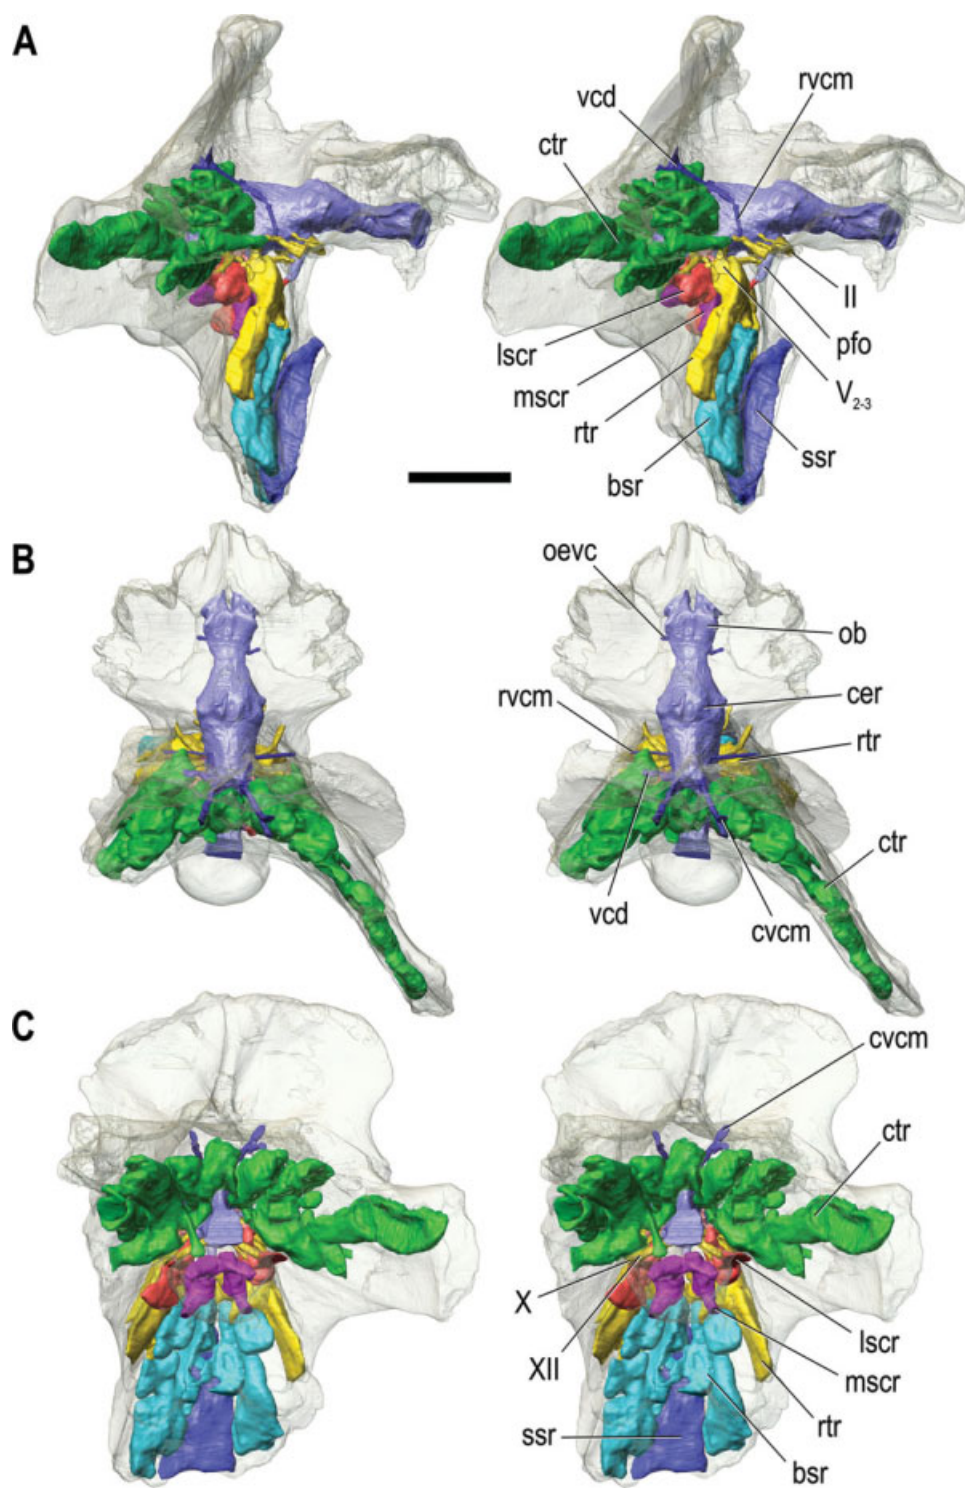 A
vcd
rvcm
ctr
II
pfo
V2-3
lscr
mscr
rtr
bsr
ssr
B
oevc
ob
cer
rvcm
rtr
ctr
vcd
cvcm
C
cvcm
ctr
X
XII
lscr
mscr
rtr
ssr
bsr